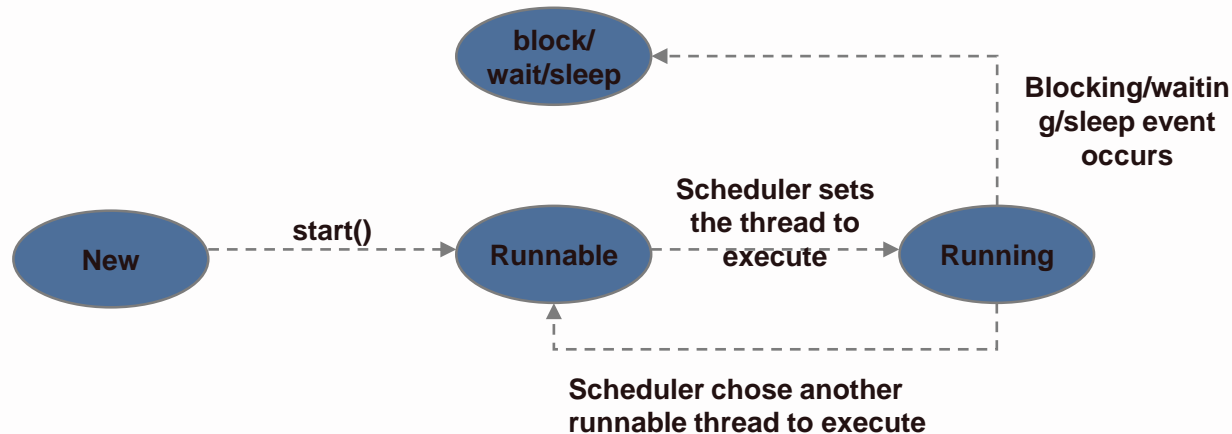 block/
wait/sleep
Blocking/waitin
g/sleep event
occurs
Scheduler sets
the thread to
execute
start()
New
Runnable
Running
Scheduler chose another
runnable thread to execute